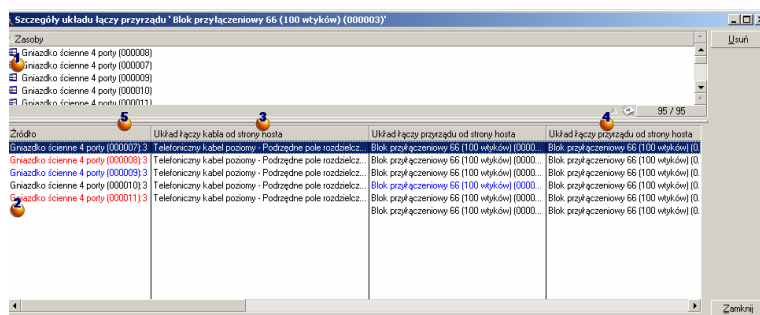 Szczegóły układu łączy przyrządu ' Blok przyłączeniowy 66 (100 wtyków) (000003)'
Zasoby
Usuń
Gniazdko ścienne 4 porty (000008)
1
Gniazdko ścienne 4 porty (000007)
Gniazdko ścienne 4 porty (000009)
Gniazdko ścienne 4 porty (000010)
Gniazdko ścienne 4 porty (000011)
95 / 95
5 3 4
Źródło Układ łączy kabla od strony hosta Układ łączy przyrządu od strony hosta Układ łączy przyrządu od strony hosta
Gniazdko ścienne 4 porty (000007):3 Telefoniczny kabel poziomy - Podrzędne pole rozdzielcz... Blok przyłączeniowy 66 (100 wtyków) (0000... Blok przyłączeniowy 66 (100 wtyków) (0.
Gniazdko ścienne 4 porty (000008):3 Telefoniczny kabel poziomy - Podrzędne pole rozdzielcz... Blok przyłączeniowy 66 (100 wtyków) (0000... Blok przyłączeniowy 66 (100 wtyków) (0.
Gniazdko ścienne 4 porty (000009):3 Telefoniczny kabel poziomy - Podrzędne pole rozdzielcz... Blok przyłączeniowy 66 (100 wtyków) (0000... Blok przyłączeniowy 66 (100 wtyków) (0.
Gniazdko ścienne 4 porty (000010):3 Telefoniczny kabel poziomy - Podrzędne pole rozdzielcz... Blok przyłączeniowy 66 (100 wtyków) (0000... Blok przyłączeniowy 66 (100 wtyków) (0.
Gniazdko ścienne 4 porty (000011):3 Telefoniczny kabel poziomy - Podrzędne pole rozdzielcz... Blok przyłączeniowy 66 (100 wtyków) (0000... Blok przyłączeniowy 66 (100 wtyków) (0.
2 Blok przyłączeniowy 66 (100 wtyków) (0000... Blok przyłączeniowy 66 (100 wtyków) (0.
Zamknij